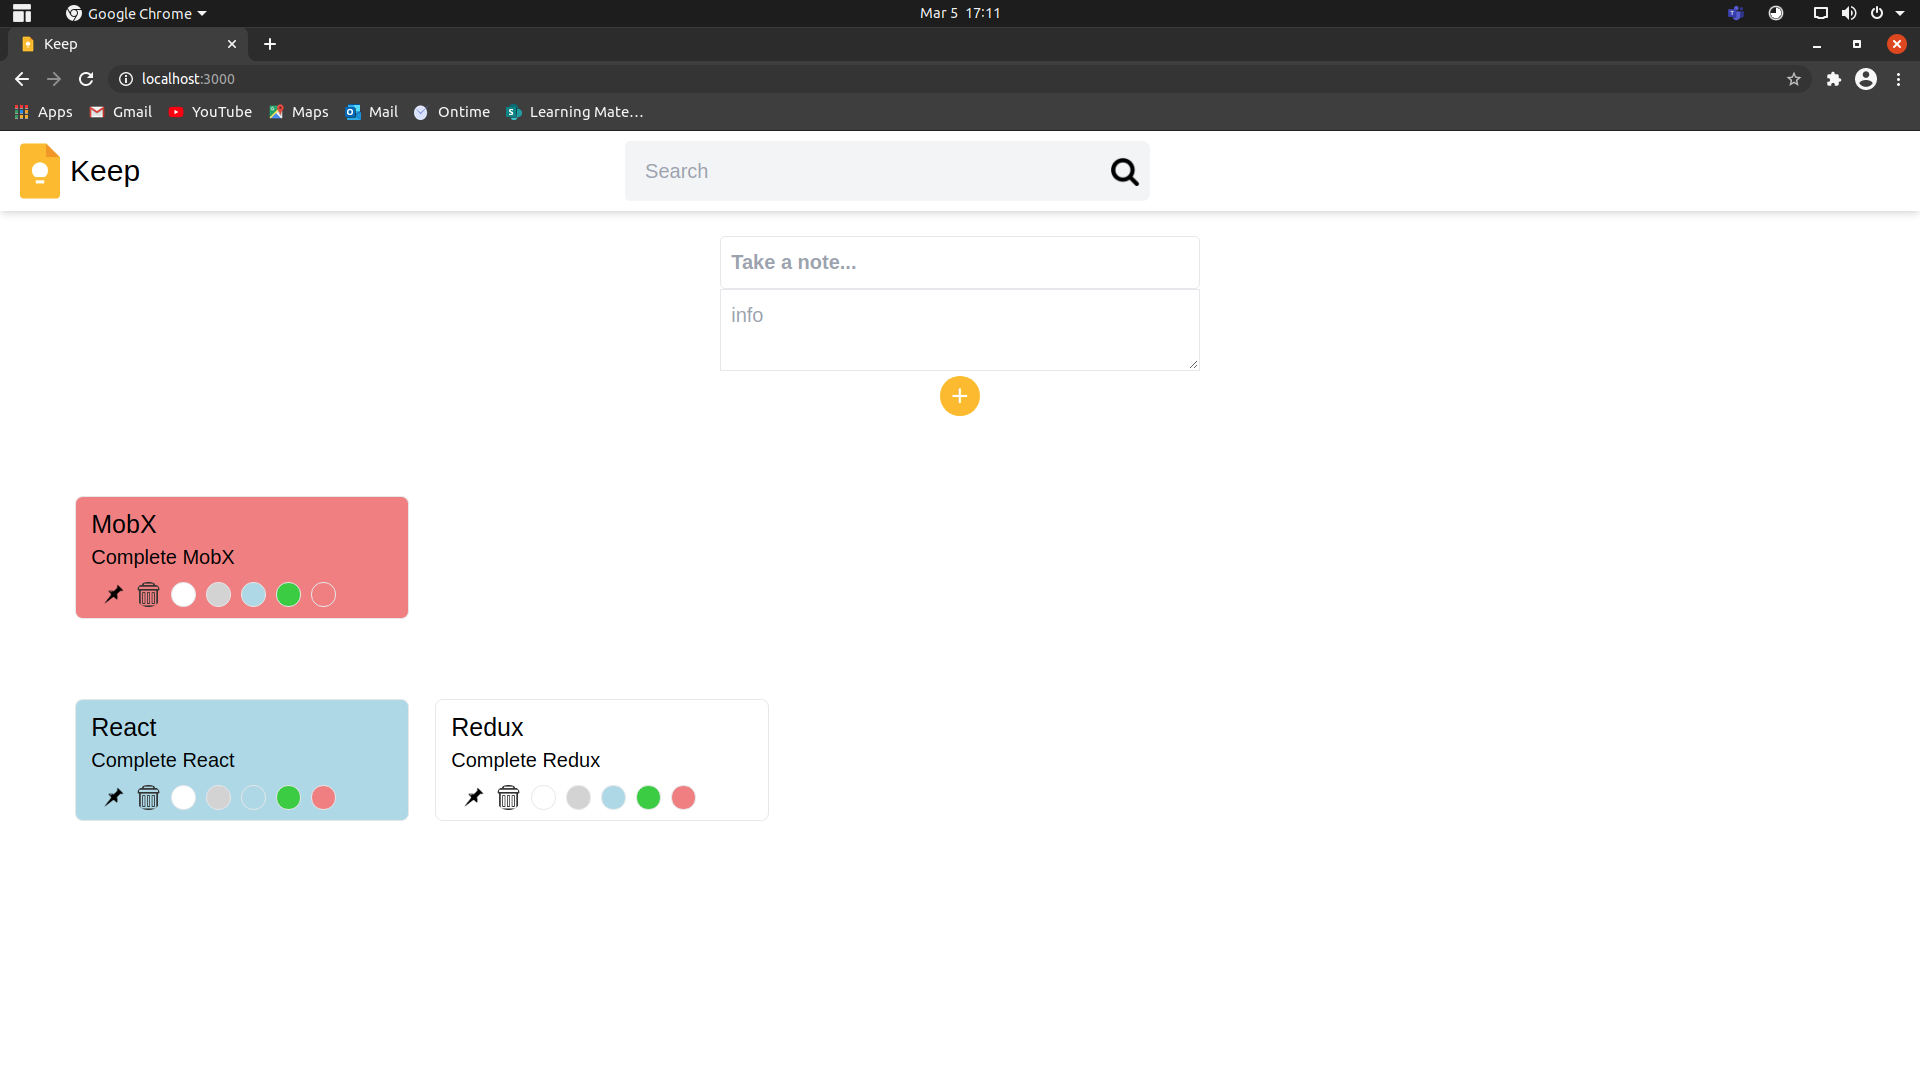 Google Chrome
Mar 5 17:11
Keep
localhost:3000
Apps
Gmail
YouTube
Maps
Mail
Ontime
Learning Mate…
Keep
Search
Take a note...
info
+
MobX
Complete MobX
React
Complete React
Redux
Complete Redux